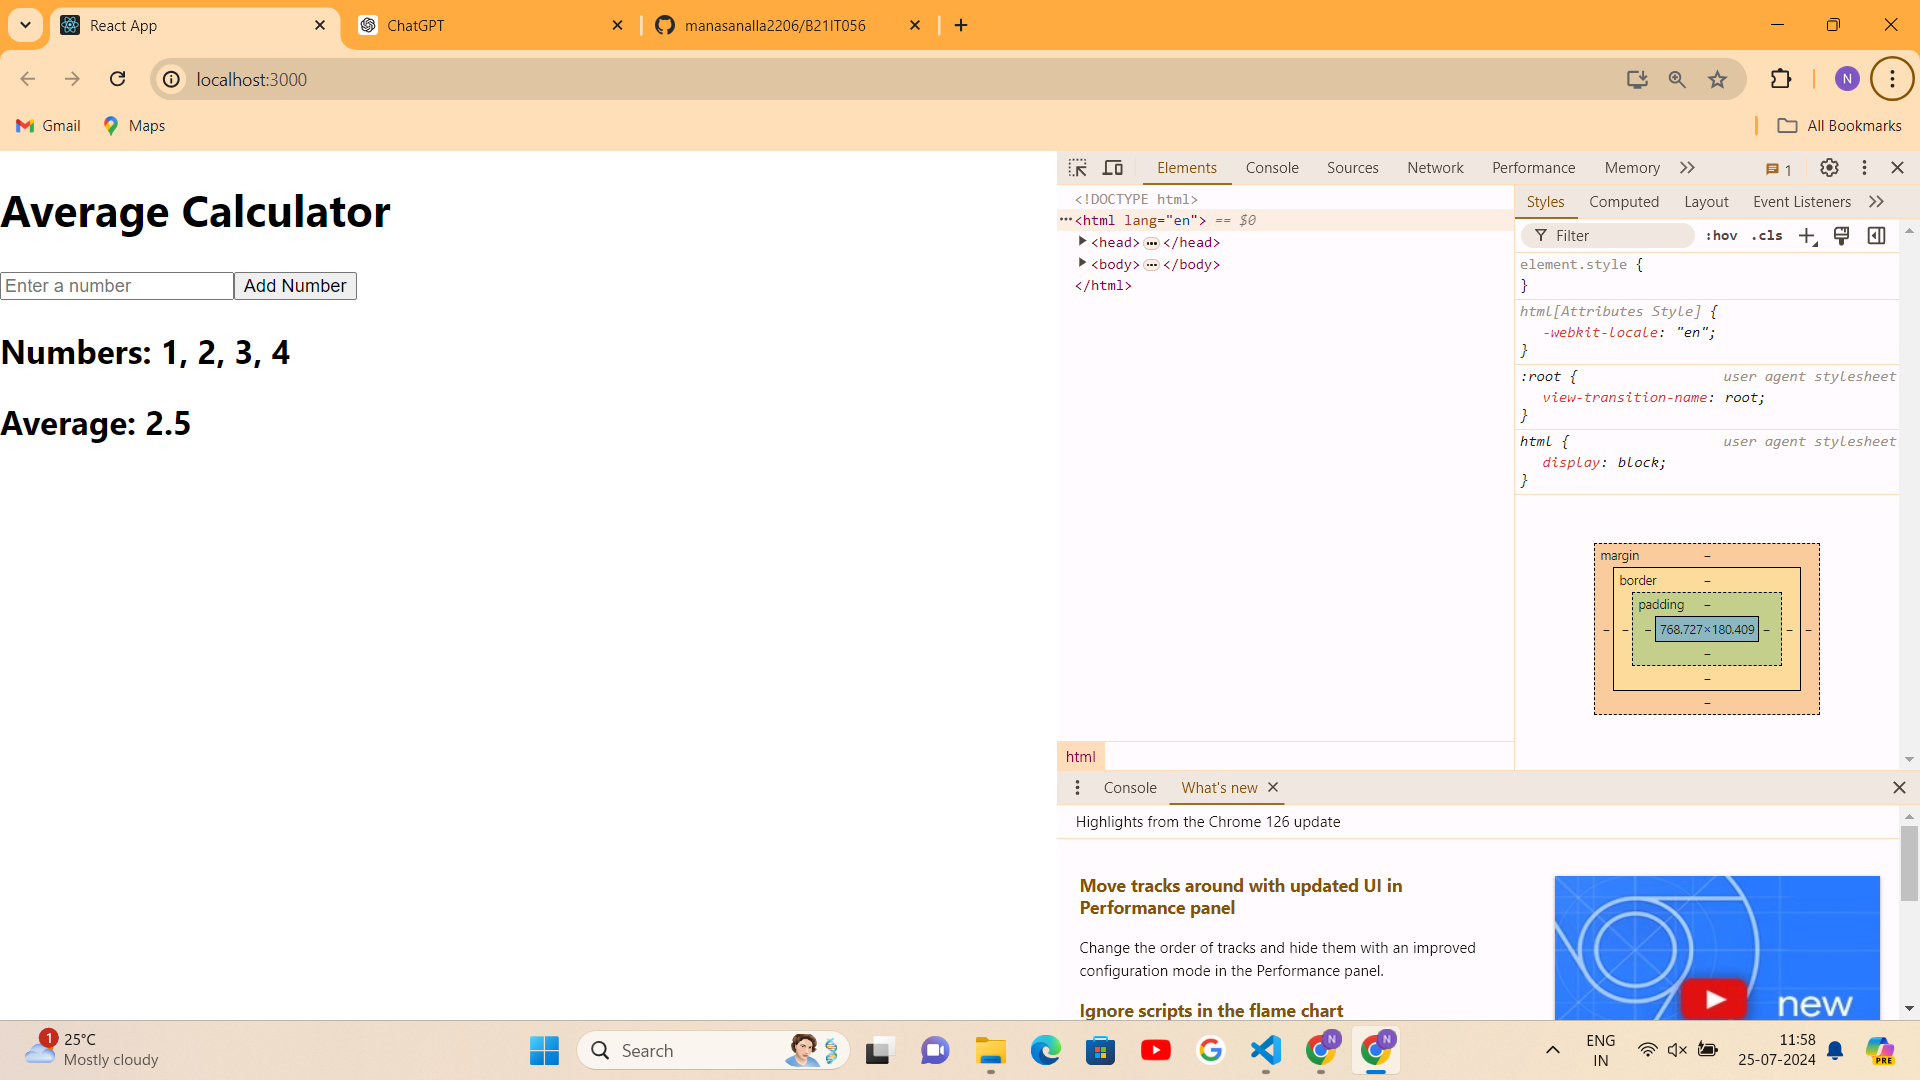 React App
ChatGPT
manasanalla2206/B21IT056
localhost:3000
N
Gmail
Maps
All Bookmarks
Average Calculator
Enter a number
Add Number
Numbers: 1, 2, 3, 4
Average: 2.5
Elements
Console
Sources
Network
Performance
Memory
1
<!DOCTYPE html>
<html lang="en"> == $0
<head> </head>
<body> </body>
</html>
html
Styles
Computed
Layout
Event Listeners
Filter
:hov
.cls
element.style {
}
html[Attributes Style] {
-webkit-locale: "en";
}
:root {
user agent stylesheet
view-transition-name: root;
}
html {
user agent stylesheet
display: block;
}
margin –
border –
padding –
– – – 768.727×180.409 – – –
–
–
–
Console
What's new
Highlights from the Chrome 126 update
Move tracks around with updated UI in
Performance panel
Change the order of tracks and hide them with an improved
configuration mode in the Performance panel.
Ignore scripts in the flame chart
new
1
25°C
Mostly cloudy
Search
N
N
ENG
IN
11:58
25-07-2024
PRE